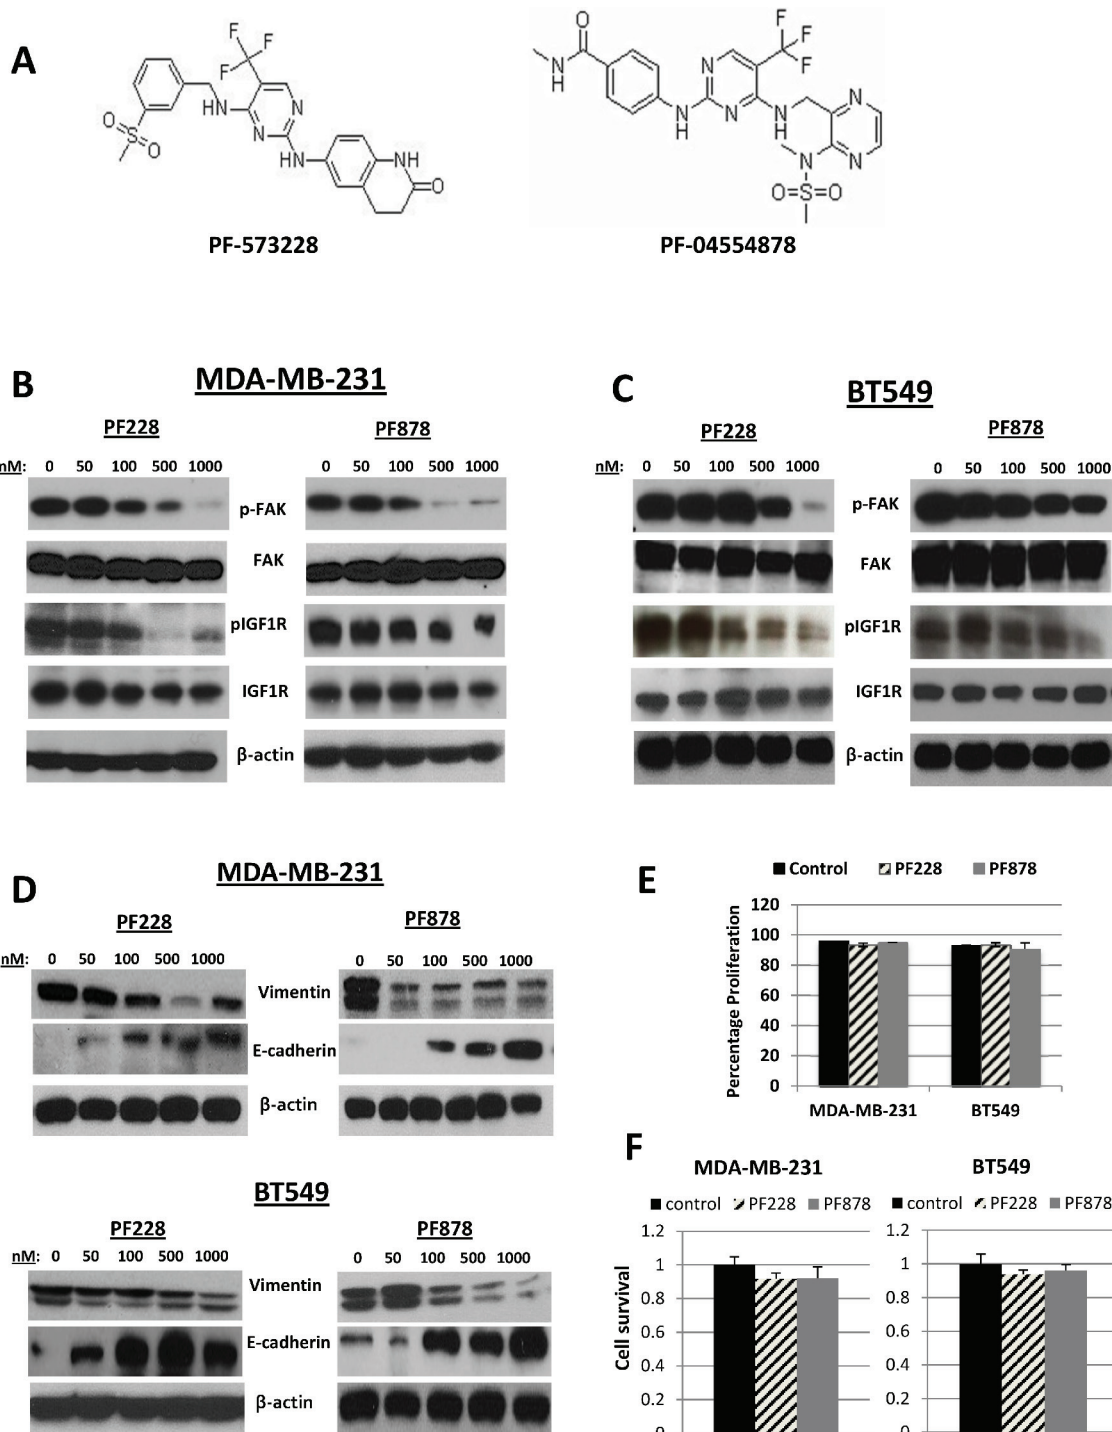 A
F
F
F
HN
N
N
HN
NH
O
O
S
O
PF-573228
O
N
H
N
N
N
H
N
H
F
F
F
N
N
N
O=S=O
PF-04554878
B
MDA-MB-231
PF228
PF878
nM: 0 50 100 500 1000
0 50 100 500 1000
p-FAK
FAK
pIGF1R
IGF1R
β-actin
C
BT549
PF228
PF878
nM: 0 50 100 500 1000
0 50 100 500 1000
p-FAK
FAK
pIGF1R
IGF1R
β-actin
D
MDA-MB-231
PF228
PF878
nM: 0 50 100 500 1000
0 50 100 500 1000
Vimentin
E-cadherin
β-actin
BT549
PF228
PF878
nM: 0 50 100 500 1000
0 50 100 500 1000
Vimentin
E-cadherin
β-actin
E
Control PF228 PF878
Percentage Proliferation
120
100
80
60
40
20
0
MDA-MB-231 BT549
F
MDA-MB-231
control PF228 PF878
Cell survival
1.2
1
0.8
0.6
0.4
0.2
0
BT549
control PF228 PF878
1.2
1
0.8
0.6
0.4
0.2
0